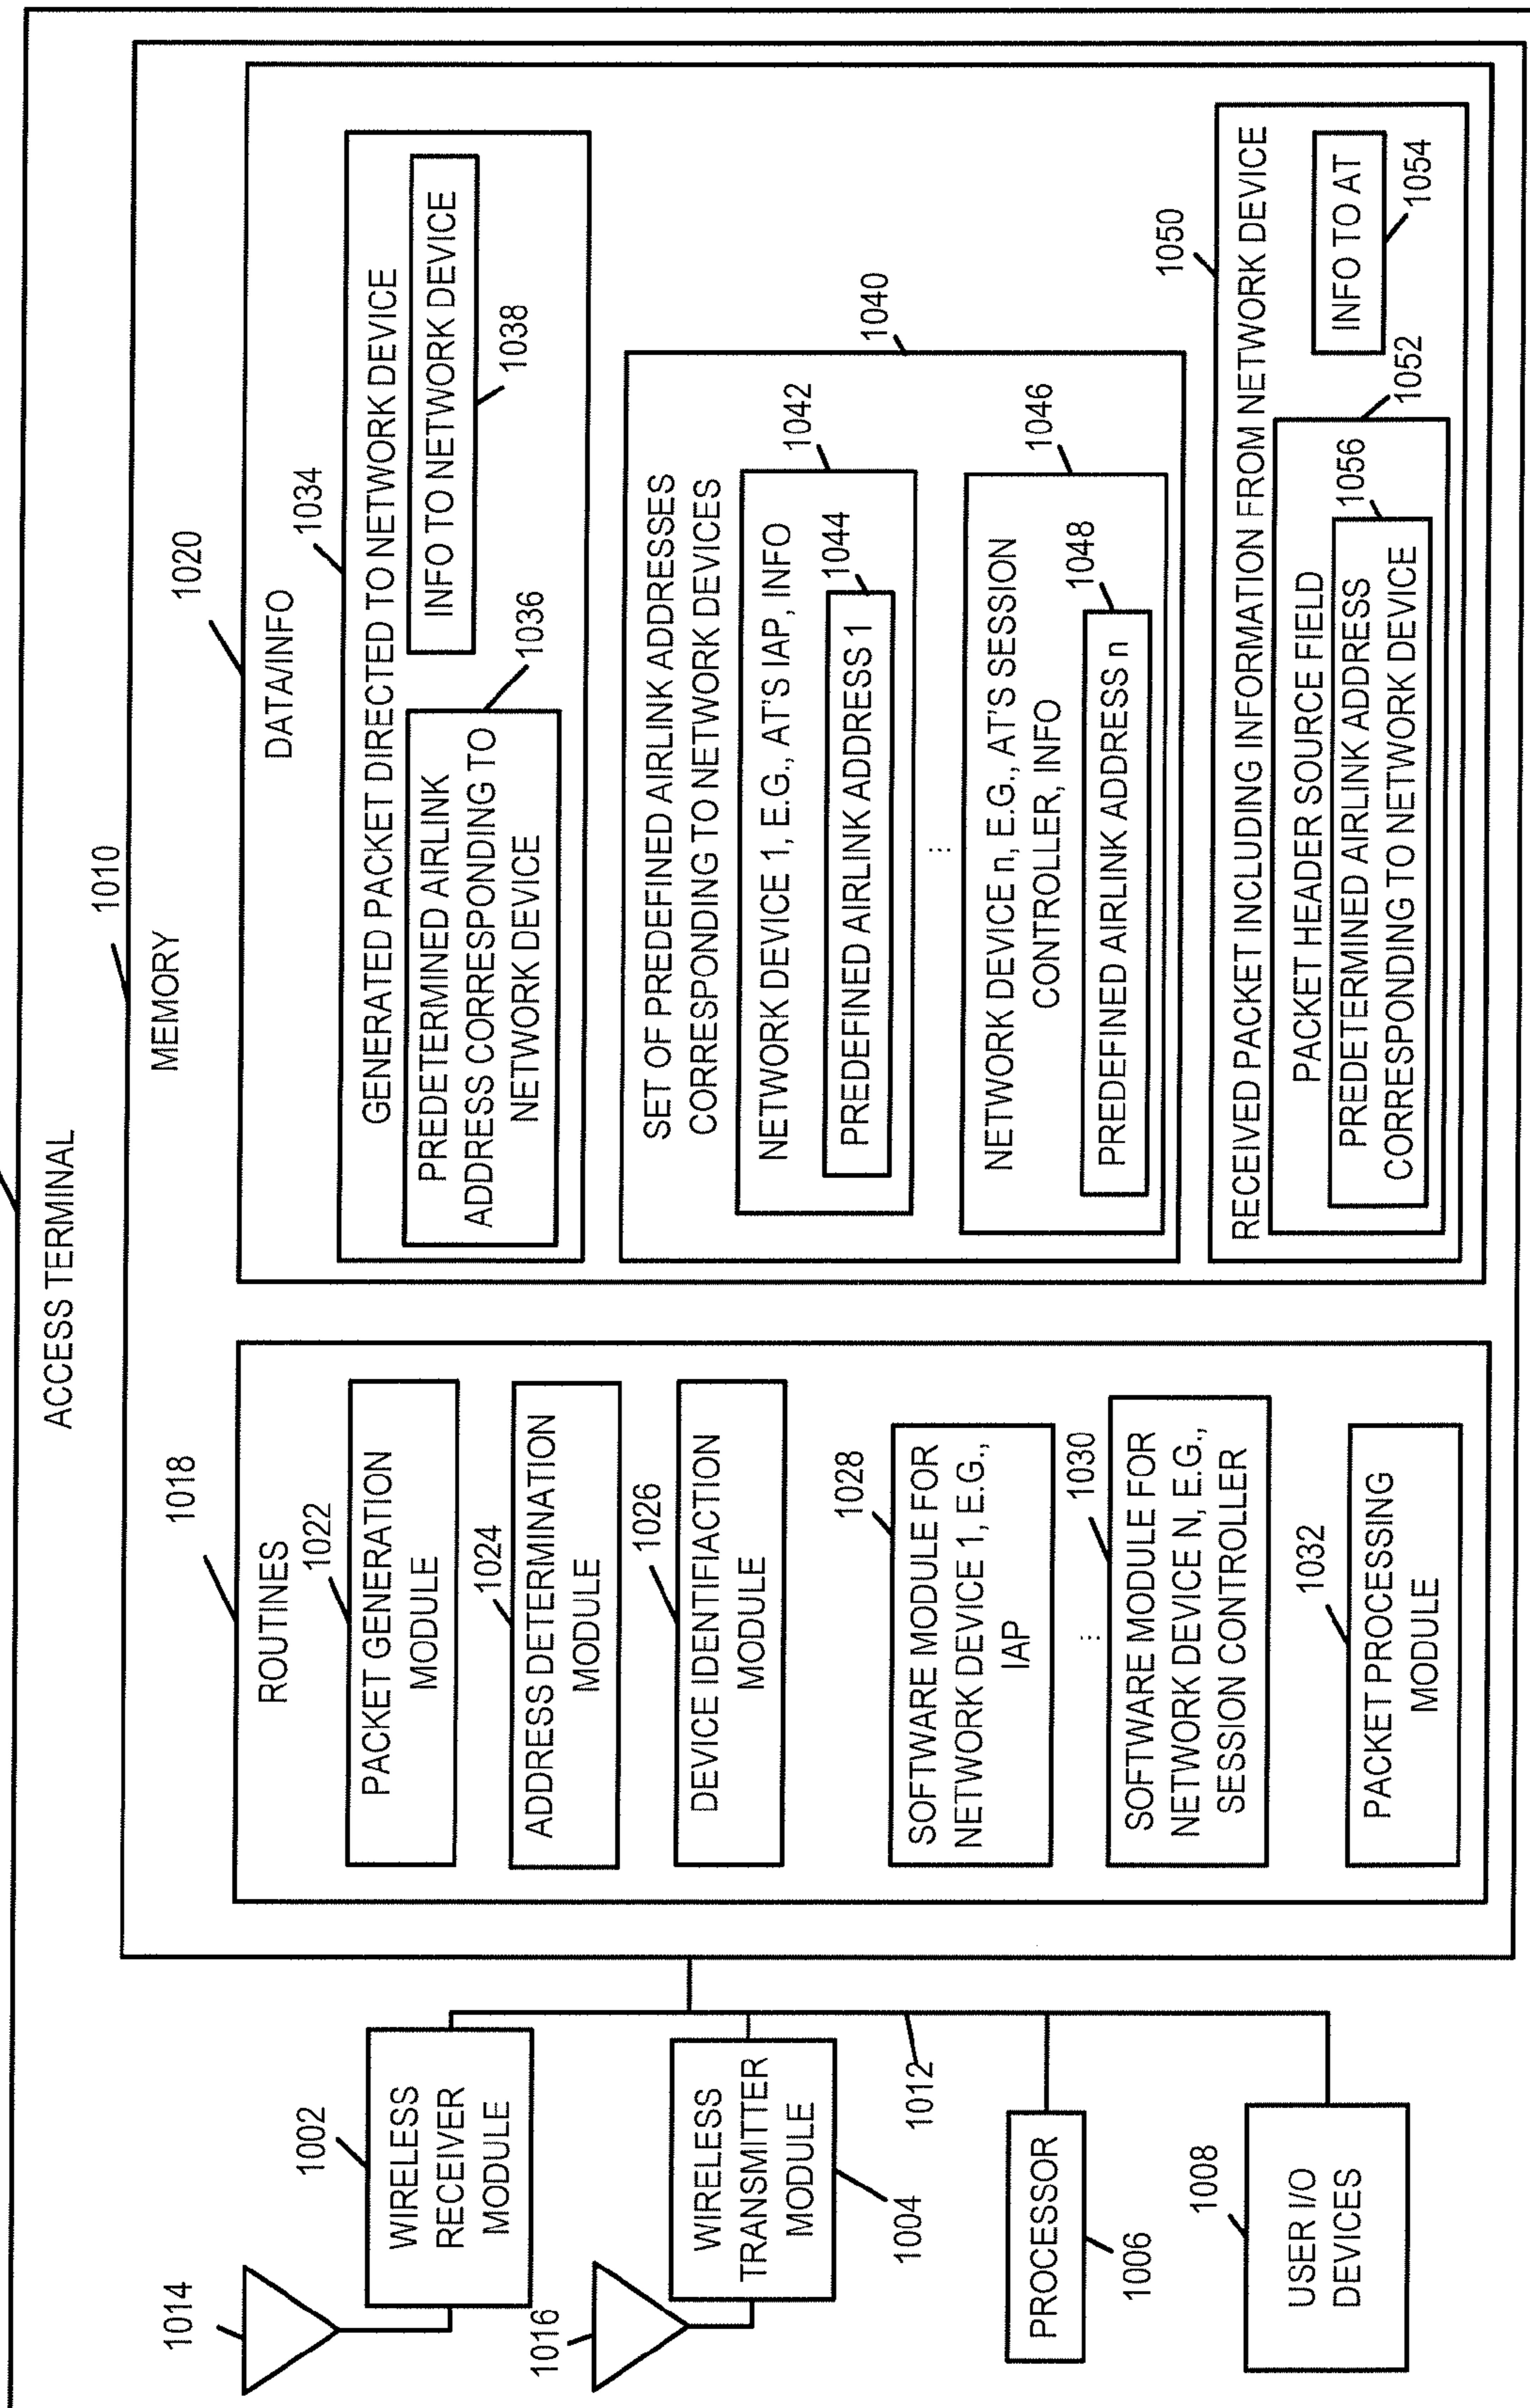 ACCESS TERMINAL
1014
1002
WIRELESS
RECEIVER
MODULE
1016
WIRELESS
TRANSMITTER
MODULE
1004
1012
PROCESSOR
1006
1008
USER I/O
DEVICES
1010
MEMORY
1018
ROUTINES
1022
PACKET GENERATION
MODULE
1024
ADDRESS DETERMINATION
MODULE
1026
DEVICE IDENTIFIACTION
MODULE
1028
SOFTWARE MODULE FOR
NETWORK DEVICE 1, E.G.,
IAP
...
1030
SOFTWARE MODULE FOR
NETWORK DEVICE N, E.G.,
SESSION CONTROLLER
1032
PACKET PROCESSING
MODULE
1020
DATA/INFO
1034
GENERATED PACKET DIRECTED TO NETWORK DEVICE
PREDETERMINED AIRLINK
ADDRESS CORRESPONDING TO
NETWORK DEVICE
1036
INFO TO NETWORK DEVICE
1038
1040
SET OF PREDEFINED AIRLINK ADDRESSES
CORRESPONDING TO NETWORK DEVICES
1042
NETWORK DEVICE 1, E.G., AT'S IAP, INFO
1044
PREDEFINED AIRLINK ADDRESS 1
...
1046
NETWORK DEVICE n, E.G., AT'S SESSION
CONTROLLER, INFO
1048
PREDEFINED AIRLINK ADDRESS n
1050
RECEIVED PACKET INCLUDING INFORMATION FROM NETWORK DEVICE
1052
PACKET HEADER SOURCE FIELD
1056
PREDETERMINED AIRLINK ADDRESS
CORRESPONDING TO NETWORK DEVICE
INFO TO AT
1054